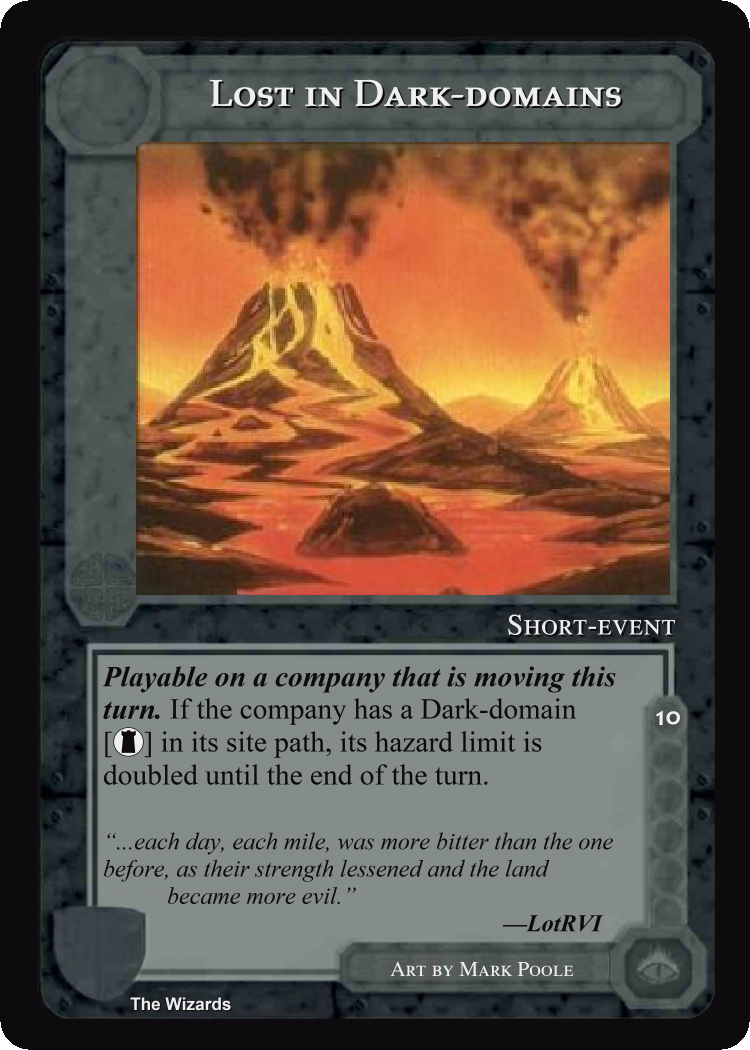 Lost in Dark-domains
Short-event
Playable on a company that is moving this
turn. If the company has a Dark-domain
[ ] in its site path, its hazard limit is
doubled until the end of the turn.
10
“...each day, each mile, was more bitter than the one
before, as their strength lessened and the land
became more evil.”
—LotRVI
Art by Mark Poole
The Wizards